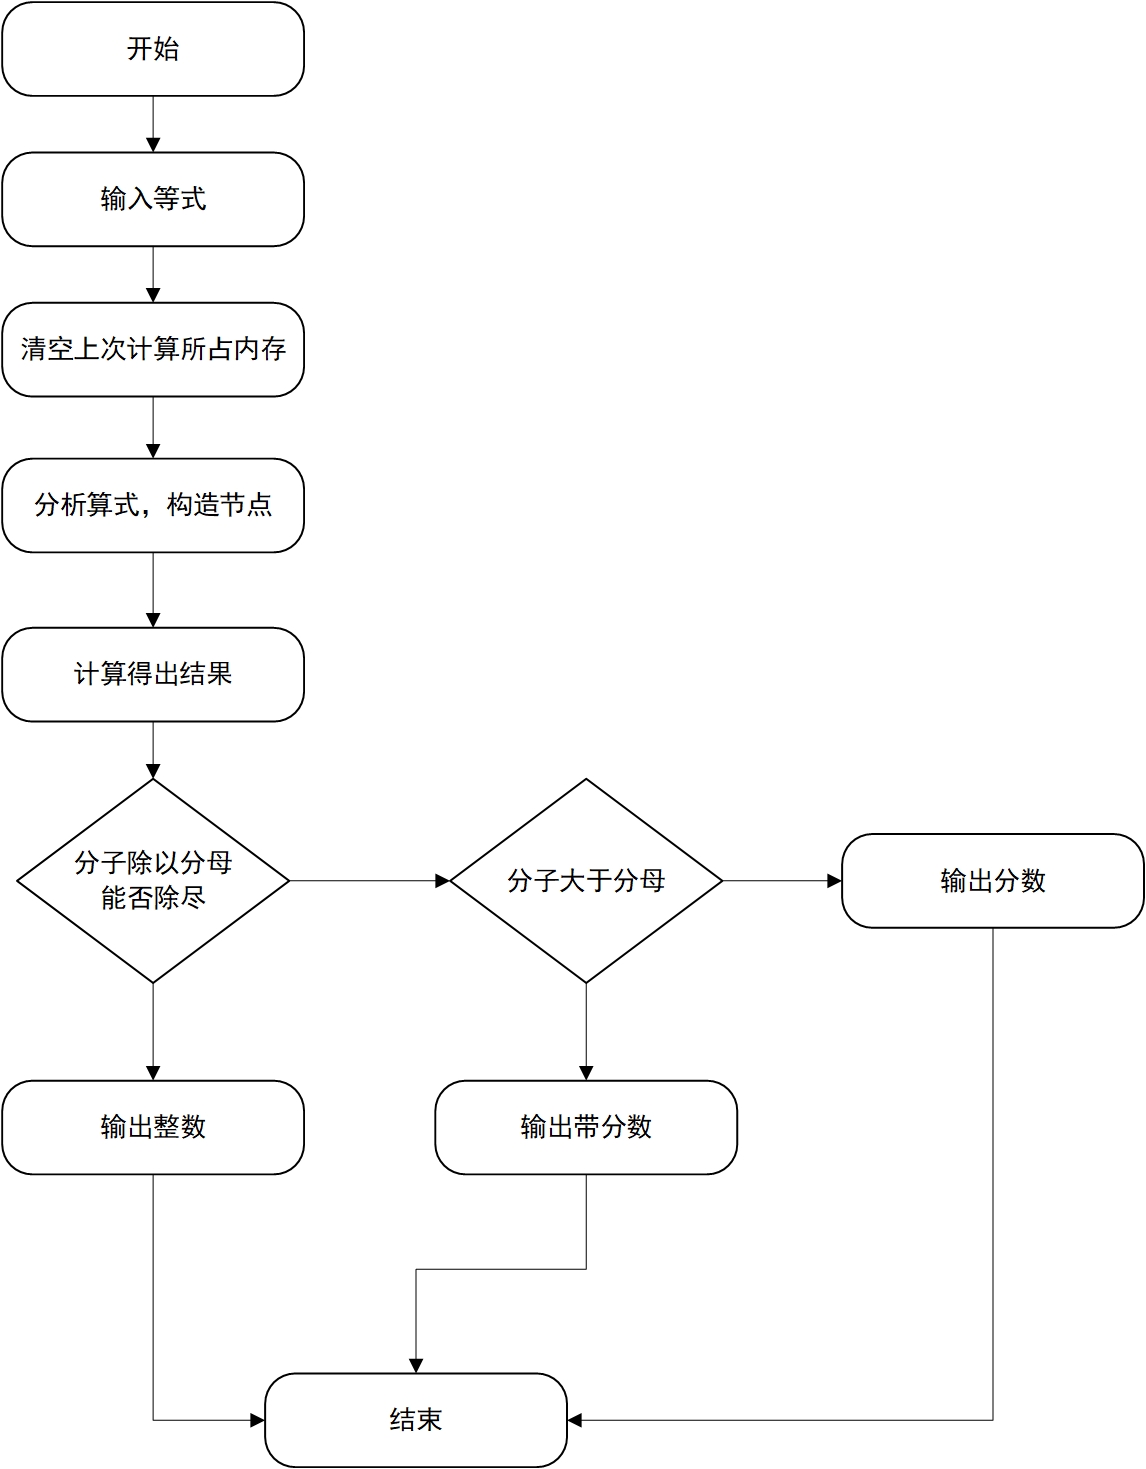 开始
输入等式
清空上次计算所占内存
分析算式，构造节点
计算得出结果
分子除以分母
能否除尽
分子大于分母
输出分数
输出整数
输出带分数
结束